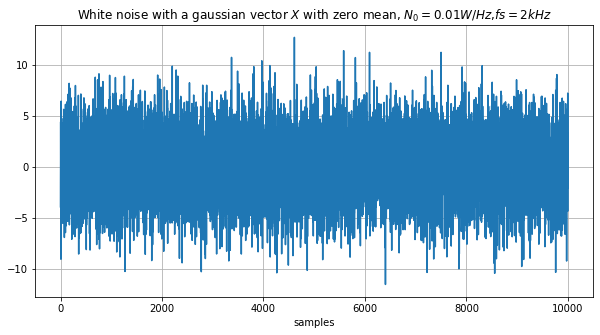 White noise with a gaussian vector X with zero mean, N₀ = 0.01W/Hz,fs = 2kHz
10
5
0
−5
−10
0 2000 4000 6000 8000 10000
samples